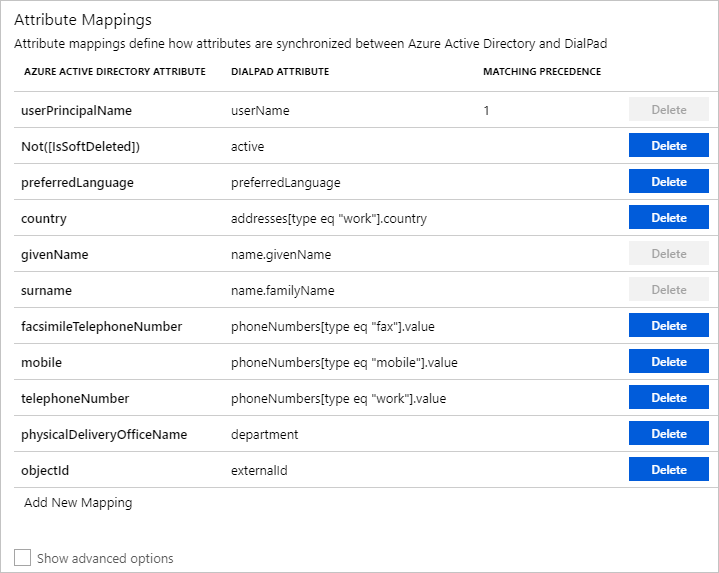 Attribute Mappings
Attribute mappings define how attributes are synchronized between Azure Active Directory and DialPad
AZURE ACTIVE DIRECTORY ATTRIBUTE DIALPAD ATTRIBUTE MATCHING PRECEDENCE
userPrincipalName userName 1 Delete
Not([IsSoftDeleted]) active Delete
preferredLanguage preferredLanguage Delete
country addresses[type eq "work"].country Delete
givenName name.givenName Delete
surname name.familyName Delete
facsimileTelephoneNumber phoneNumbers[type eq "fax"].value Delete
mobile phoneNumbers[type eq "mobile"].value Delete
telephoneNumber phoneNumbers[type eq "work"].value Delete
physicalDeliveryOfficeName department Delete
objectId externalId Delete
Add New Mapping
Show advanced options